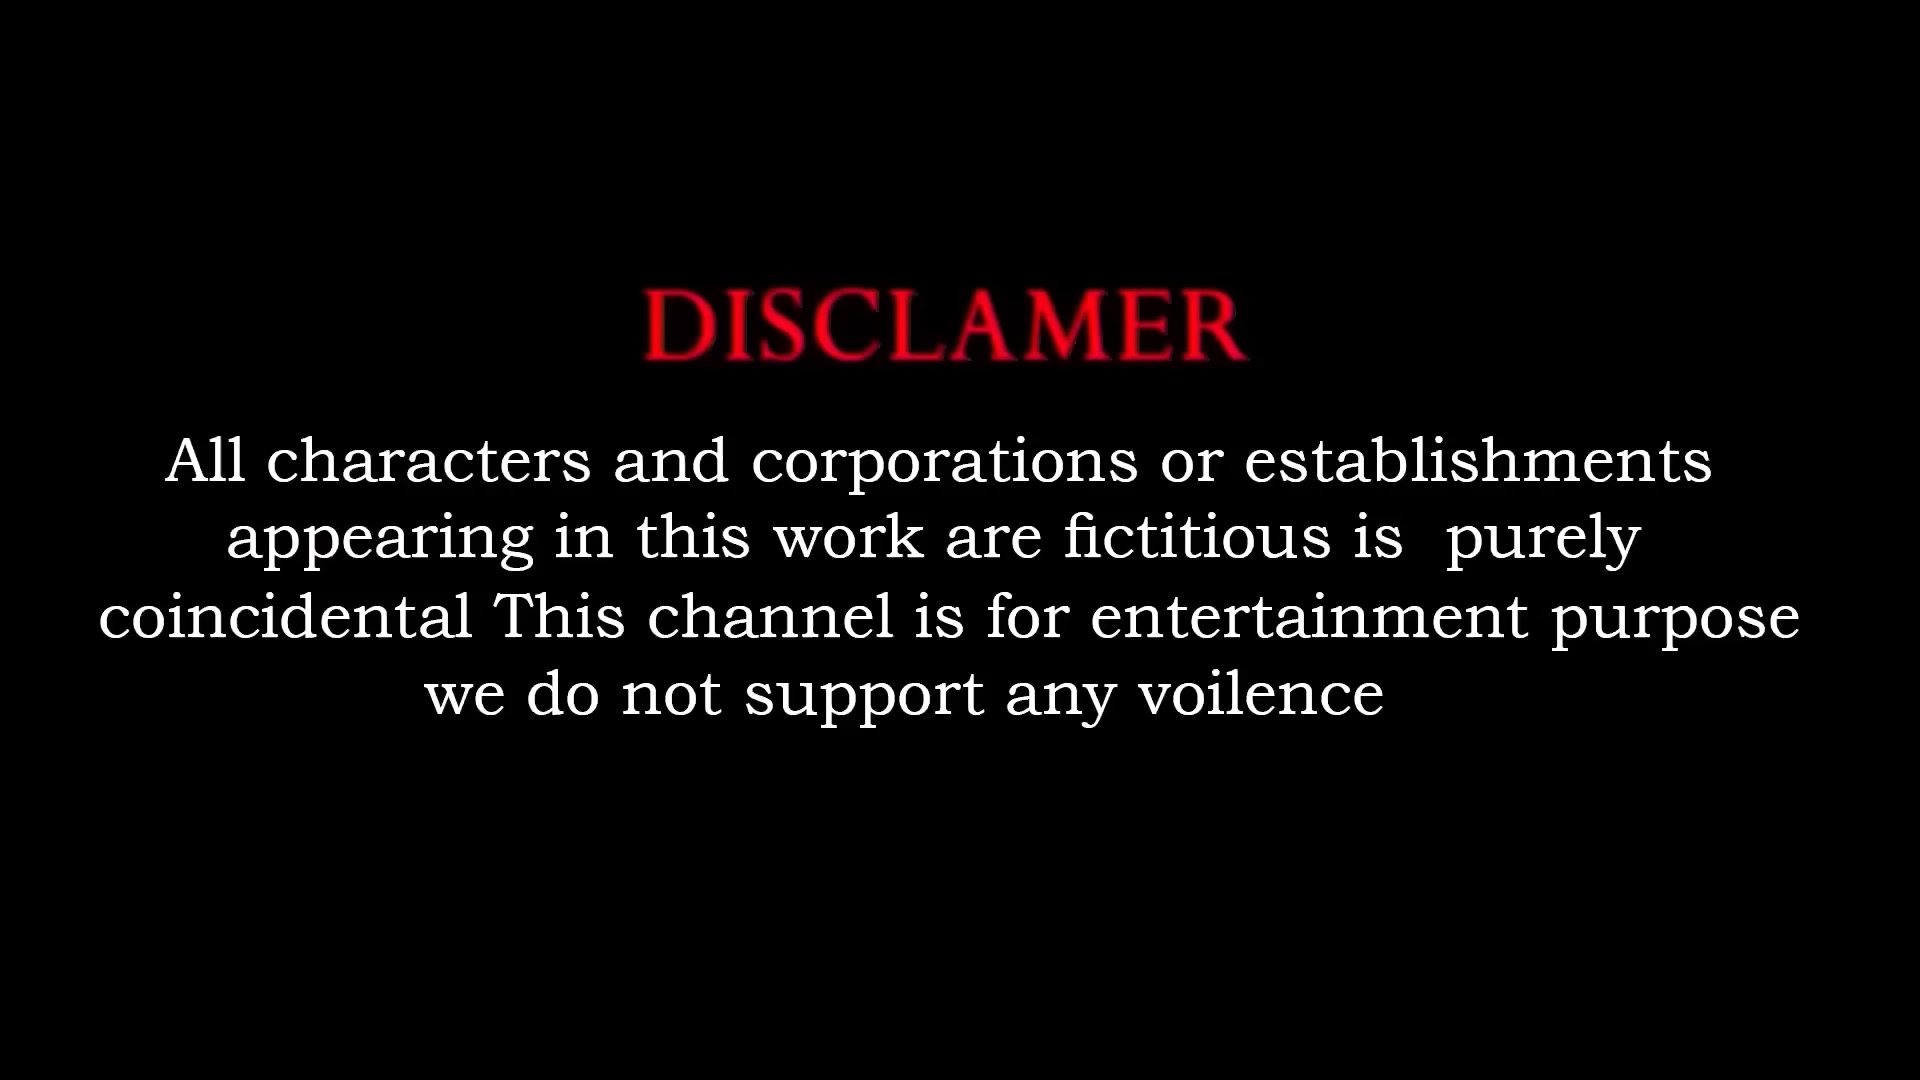 DISCLAMER
All characters and corporations or establishments
appearing in this work are fictitious is  purely
coincidental This channel is for entertainment purpose
we do not support any voilence